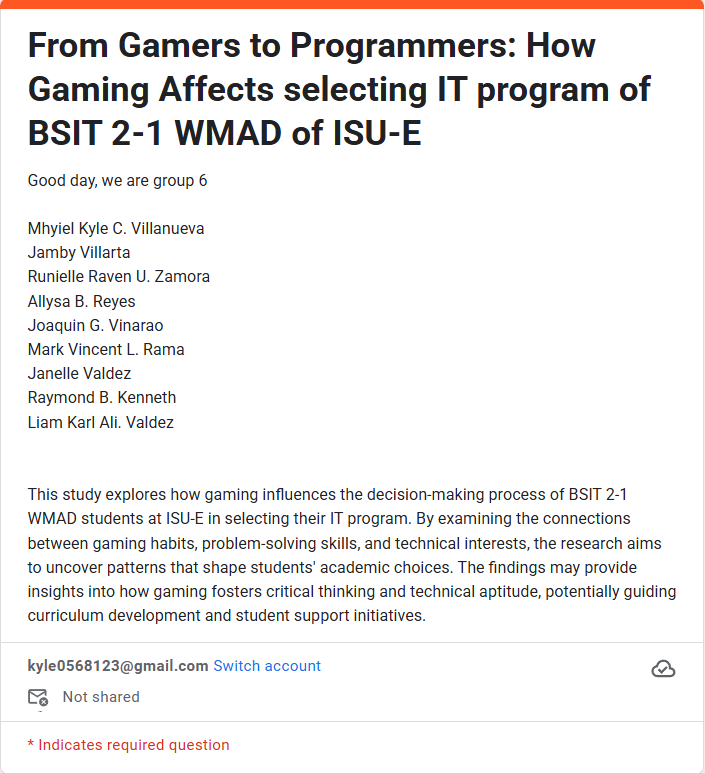 From Gamers to Programmers: How
Gaming Affects selecting IT program of
BSIT 2-1 WMAD of ISU-E
Good day, we are group 6
Mhyiel Kyle C. Villanueva
Jamby Villarta
Runielle Raven U. Zamora
Allysa B. Reyes
Joaquin G. Vinarao
Mark Vincent L. Rama
Janelle Valdez
Raymond B. Kenneth
Liam Karl Ali. Valdez
This study explores how gaming influences the decision-making process of BSIT 2-1
WMAD students at ISU-E in selecting their IT program. By examining the connections
between gaming habits, problem-solving skills, and technical interests, the research aims
to uncover patterns that shape students' academic choices. The findings may provide
insights into how gaming fosters critical thinking and technical aptitude, potentially guiding
curriculum development and student support initiatives.
kyle0568123@gmail.com Switch account
Not shared
* Indicates required question